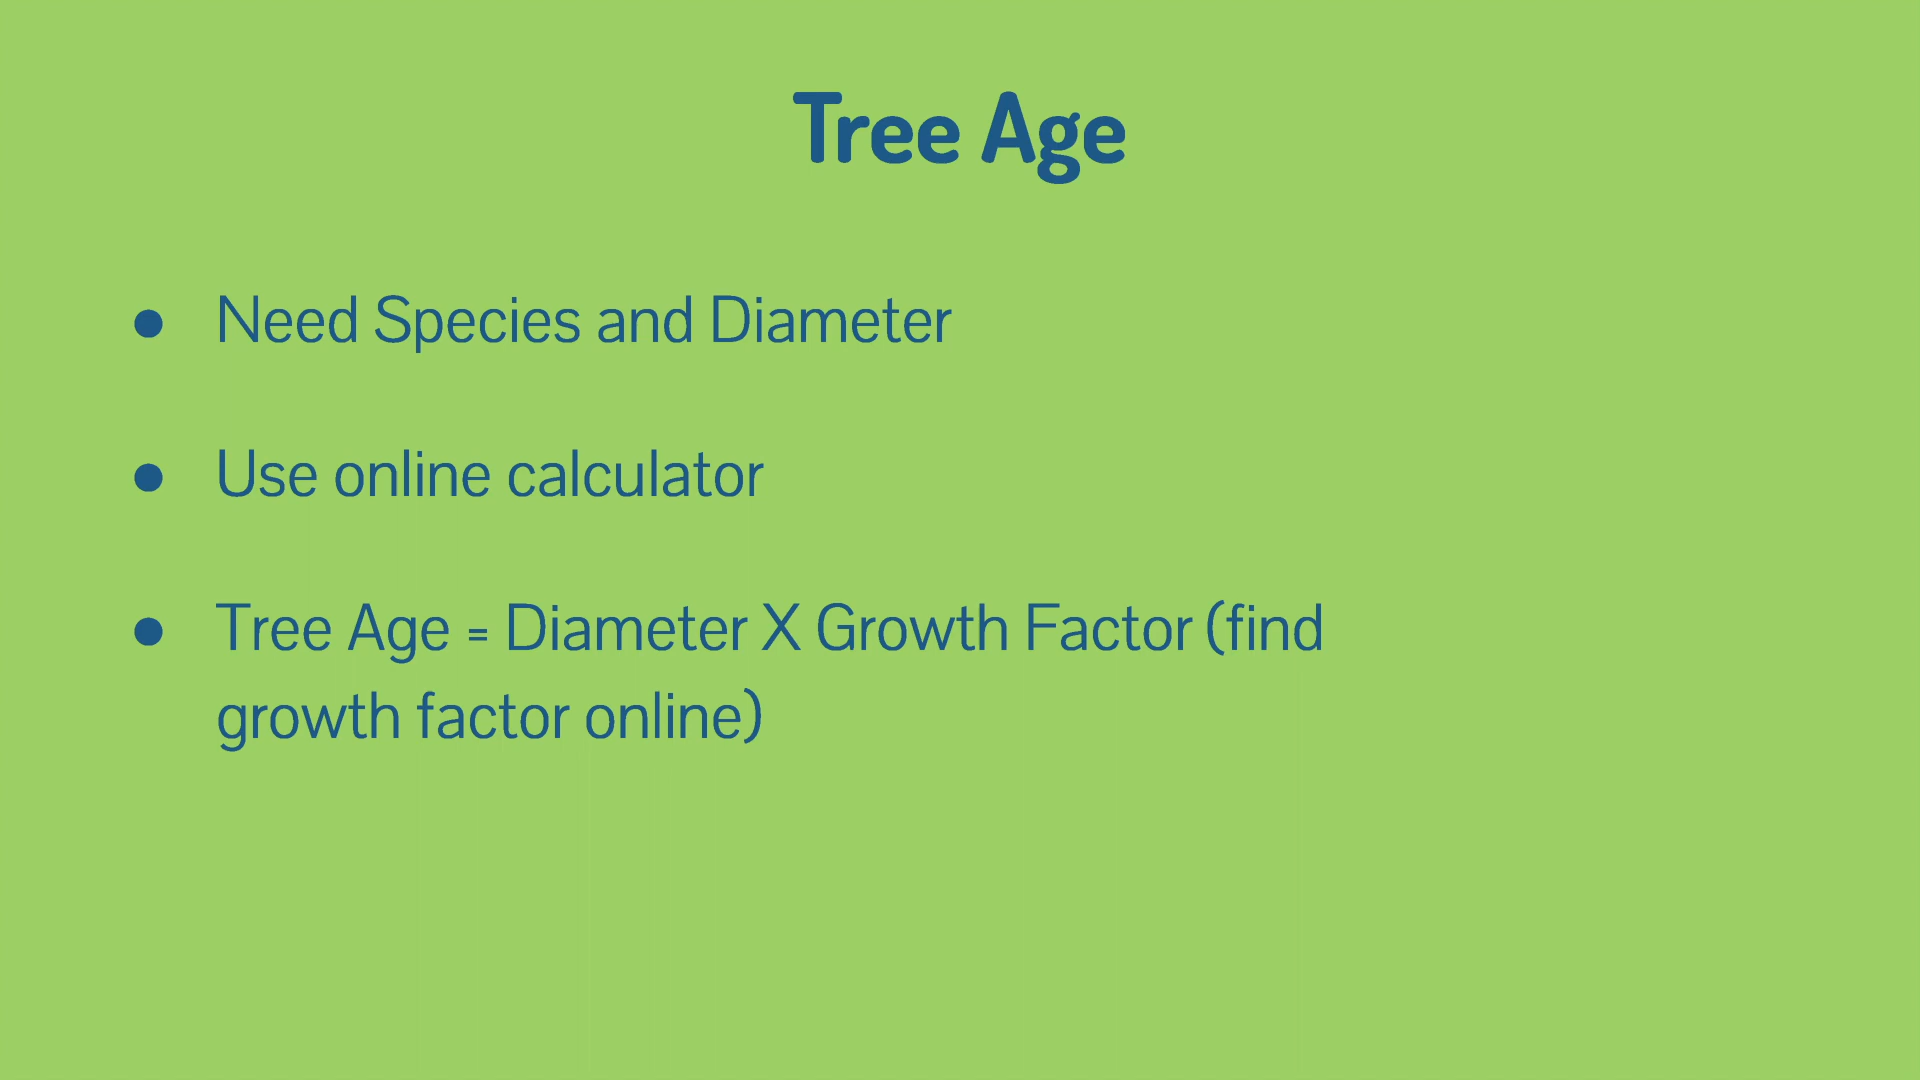 Tree Age
● Need Species and Diameter
● Use online calculator
● Tree Age = Diameter X Growth Factor (find
growth factor online)